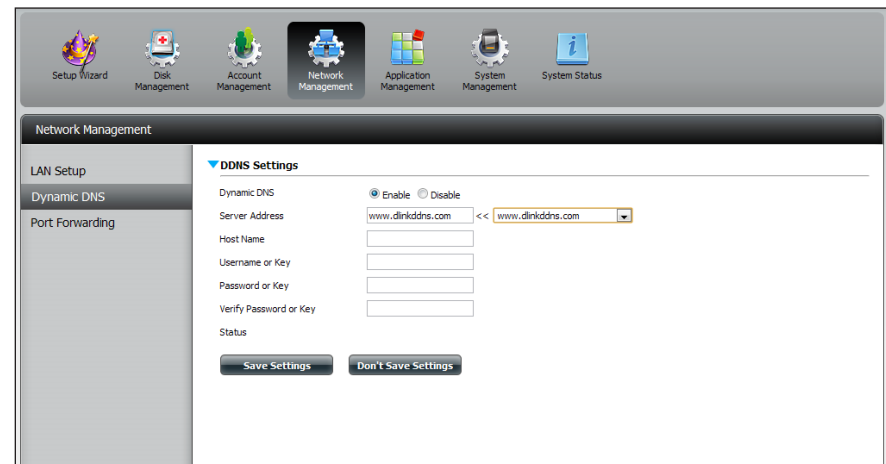 Setup Wizard
Disk Management
Account Management
Network Management
Application Management
System Management
System Status
Network Management
LAN Setup
Dynamic DNS
Port Forwarding
DDNS Settings
Dynamic DNS Enable Disable
Server Address www.dlinkddns.com << www.dlinkddns.com
Host Name
Username or Key
Password or Key
Verify Password or Key
Status
Save Settings Don't Save Settings